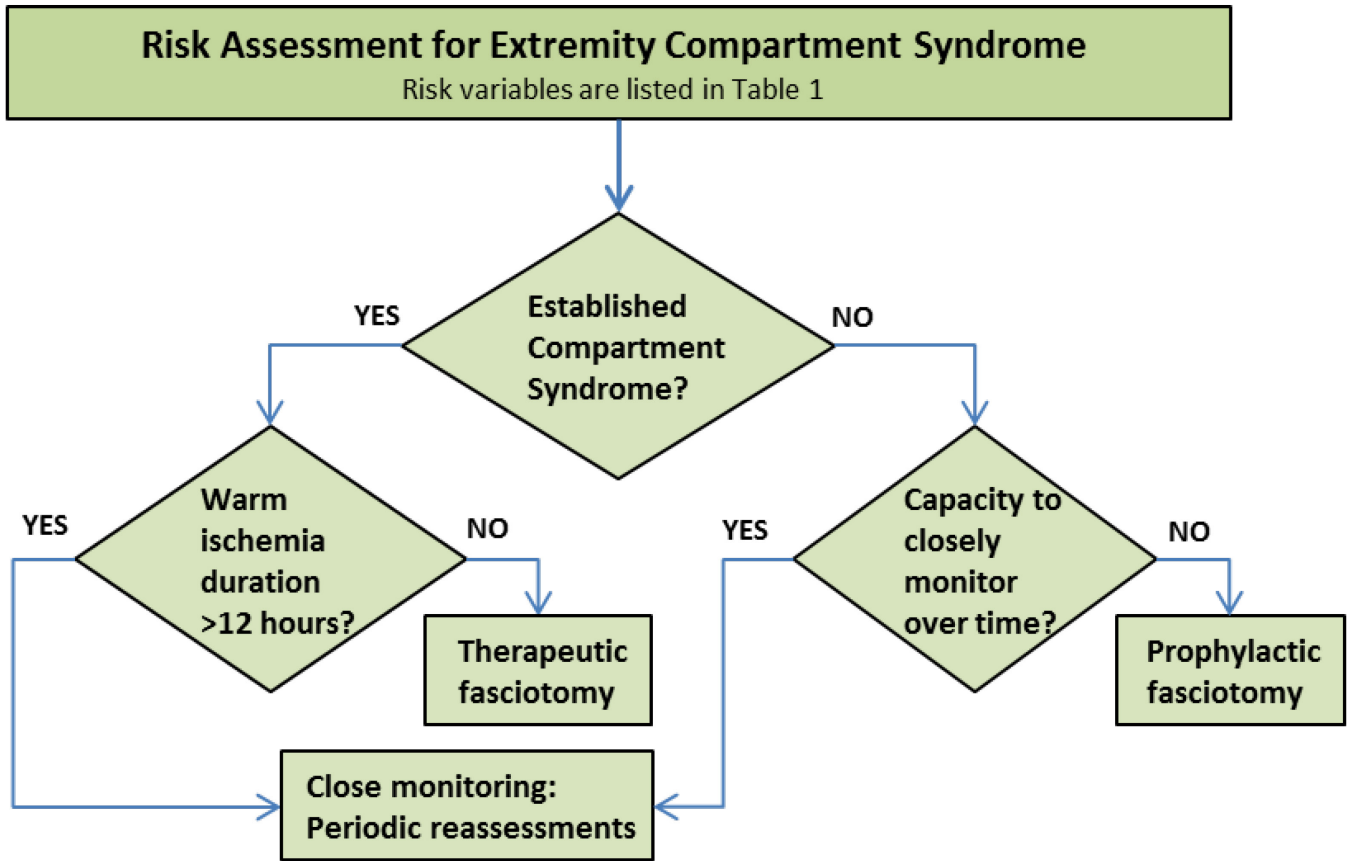 Risk Assessment for Extremity Compartment Syndrome
Risk variables are listed in Table 1
YES
Established
Compartment
Syndrome?
NO
YES
Warm
ischemia
duration
>12 hours?
NO
YES
Capacity to
closely
monitor
over time?
NO
Therapeutic
fasciotomy
Prophylactic
fasciotomy
Close monitoring:
Periodic reassessments